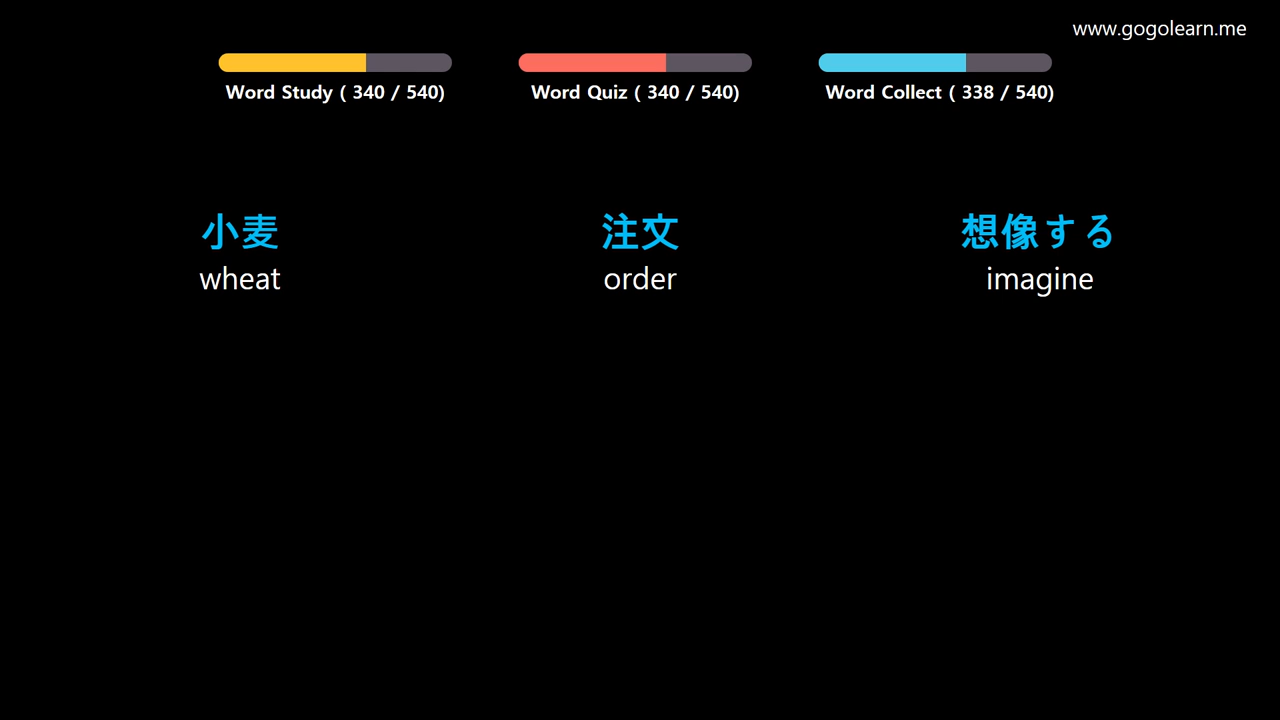 www.gogolearn.me
Word Study ( 340 / 540)
Word Quiz ( 340 / 540)
Word Collect ( 338 / 540)
小麦
wheat
注文
order
想像する
imagine